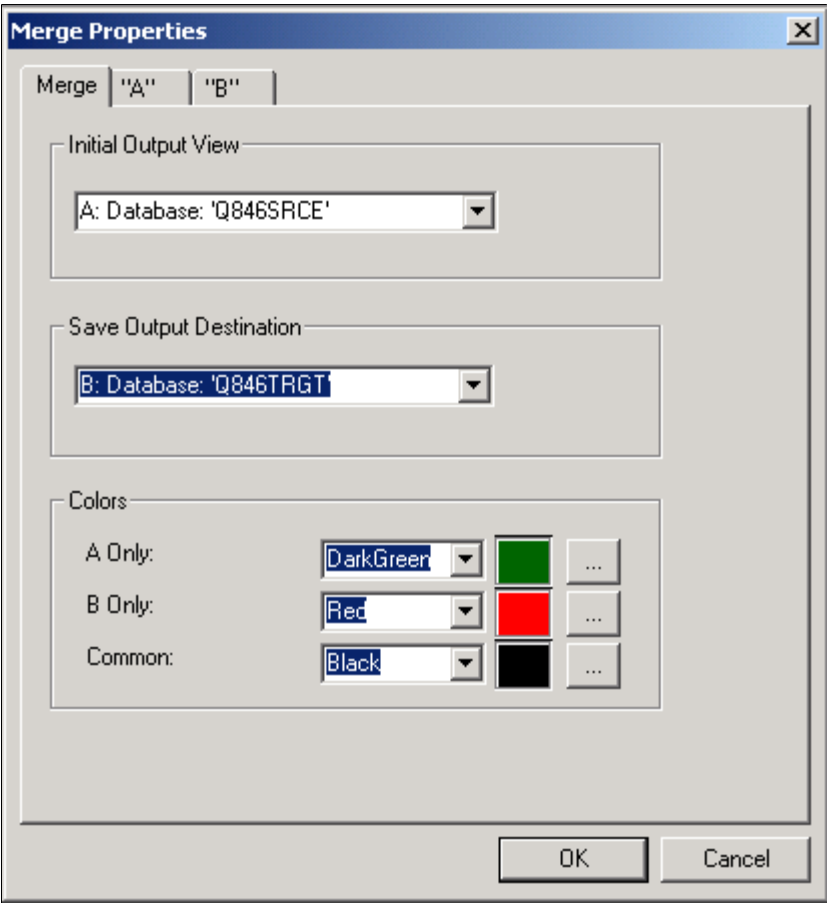 Merge Properties
Merge "A" "B"
Initial Output View
A: Database: 'Q846SRCE'
Save Output Destination
B: Database: 'Q846TRGT'
Colors
A Only: DarkGreen ...
B Only: Red ...
Common: Black ...
OK Cancel